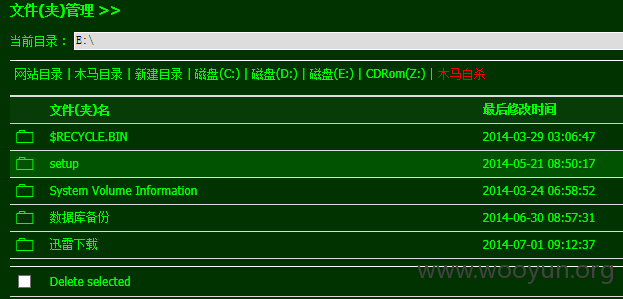 文件(夹)管理 >>
当前目录： E:\
网站目录 | 木马目录 | 新建目录 | 磁盘(C:) | 磁盘(D:) | 磁盘(E:) | CDRom(Z:) | 木马自杀
文件(夹)名 最后修改时间
$RECYCLE.BIN 2014-03-29 03:06:47
setup 2014-05-21 08:50:17
System Volume Information 2014-03-24 06:58:52
数据库备份 2014-06-30 08:57:31
迅雷下载 2014-07-01 09:12:37
www.wooyun.org
Delete selected